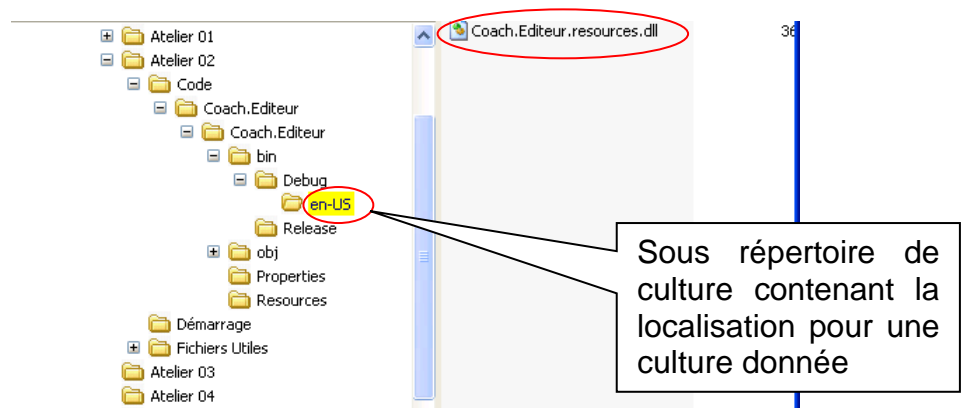 Atelier 01
Atelier 02
Code
Coach.Editeur
Coach.Editeur
bin
Debug
en-US
Release
obj
Properties
Resources
Démarrage
Fichiers Utiles
Atelier 03
Atelier 04
Coach.Editeur.resources.dll
36
Sous répertoire de
culture contenant la
localisation pour une
culture donnée